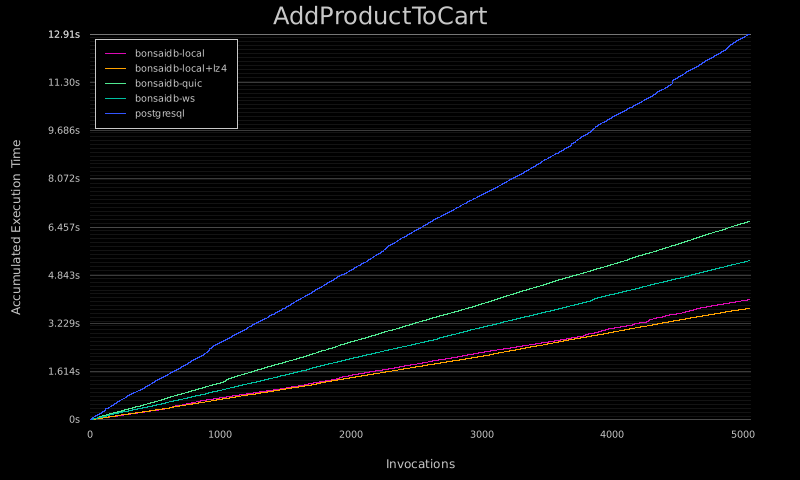 AddProductToCart
12.91s
11.30s
9.686s
8.072s
6.457s
4.843s
3.229s
1.614s
0s
Accumulated Execution Time
bonsaidb-local
bonsaidb-local+lz4
bonsaidb-quic
bonsaidb-ws
postgresql
0 1000 2000 3000 4000 5000
Invocations